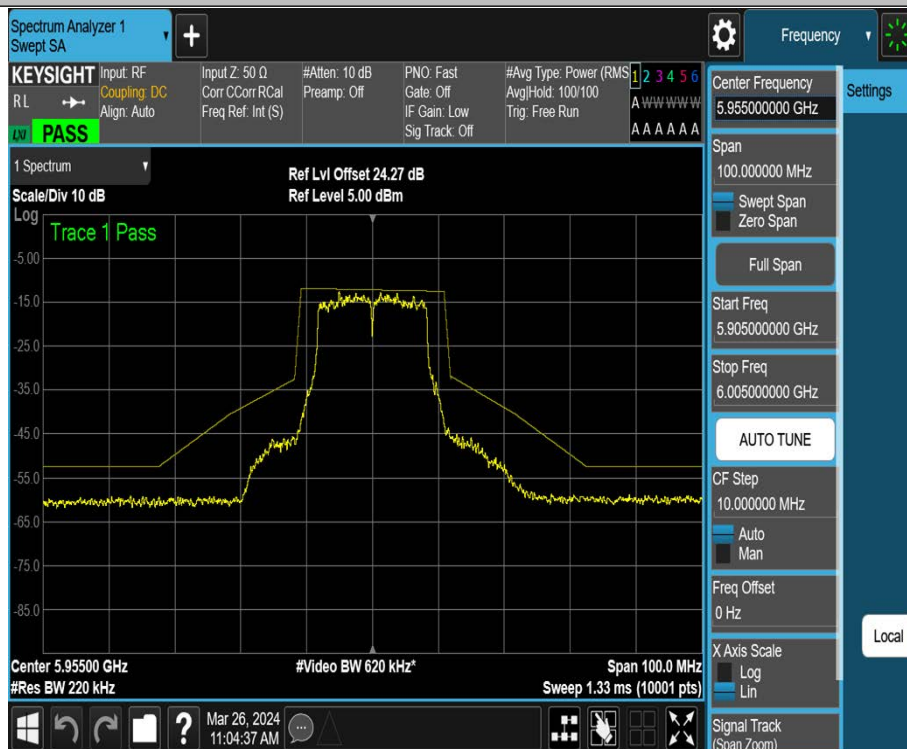 Spectrum Analyzer 1
Swept SA
Frequency
KEYSIGHT
RL
LXI
PASS
Input: RF
Coupling: DC
Align: Auto
Input Z: 50 Ω
Corr CCorr RCal
Freq Ref: Int (S)
#Atten: 10 dB
Preamp: Off
PNO: Fast
Gate: Off
IF Gain: Low
Sig Track: Off
#Avg Type: Power (RMS
Avg|Hold: 100/100
Trig: Free Run
1 2 3 4 5 6
A W W W W W
A A A A A A
1 Spectrum
Scale/Div 10 dB
Ref Lvl Offset 24.27 dB
Ref Level 5.00 dBm
Log
Trace 1 Pass
-5.00
-15.0
-25.0
-35.0
-45.0
-55.0
-65.0
-75.0
-85.0
Center 5.95500 GHz
#Res BW 220 kHz
#Video BW 620 kHz*
Span 100.0 MHz
Sweep 1.33 ms (10001 pts)
?
Mar 26, 2024
11:04:37 AM
Center Frequency
5.955000000 GHz
Settings
Span
100.000000 MHz
Swept Span
Zero Span
Full Span
Start Freq
5.905000000 GHz
Stop Freq
6.005000000 GHz
AUTO TUNE
CF Step
10.000000 MHz
Auto
Man
Freq Offset
0 Hz
Local
X Axis Scale
Log
Lin
Signal Track
(Span Zoom)